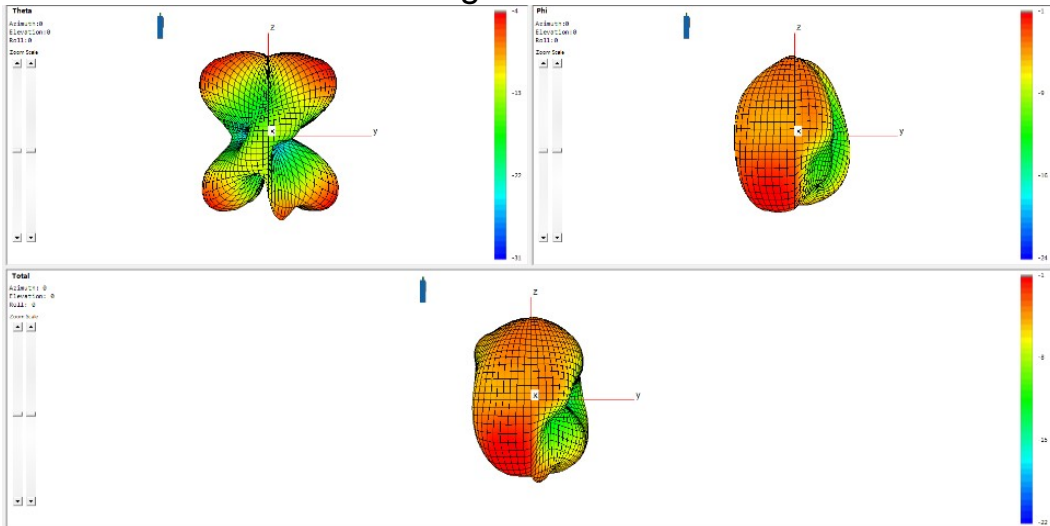 Theta
Azimuth:0
Elevation:0
Roll:0
Zoom Scale
z
x
y
-4
-13
-22
-31
Phi
Azimuth:0
Elevation:0
Roll:0
Zoom Scale
z
x
y
-1
-9
-16
-24
Total
Azimuth: 0
Elevation: 0
Roll: 0
Zoom Scale
z
x
y
-1
-8
-15
-22